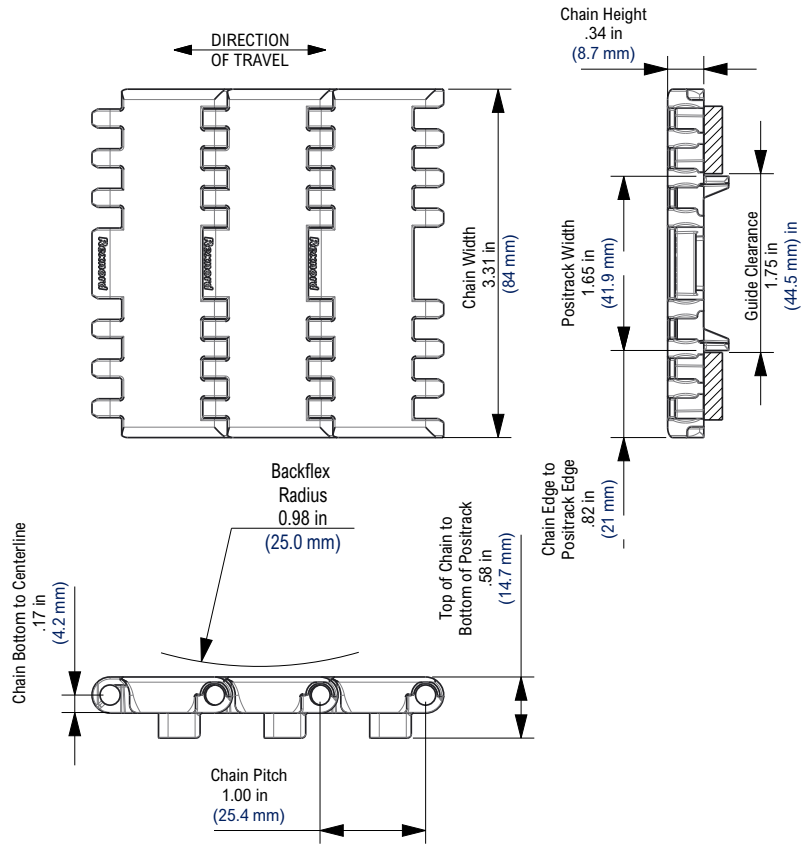 DIRECTION
OF TRAVEL
Chain Height
.34 in
(8.7 mm)
Rexnord
Rexnord
Rexnord
Chain Width
3.31 in
(84 mm)
Positrack Width
1.65 in
(41.9 mm)
Guide Clearance
1.75 in
(44.5 mm) in
Chain Edge to
Positrack Edge
.82 in
(21 mm)
Backflex
Radius
0.98 in
(25.0 mm)
Top of Chain to
Bottom of Positrack
.58 in
(14.7 mm)
Chain Bottom to Centerline
.17 in
(4.2 mm)
Chain Pitch
1.00 in
(25.4 mm)